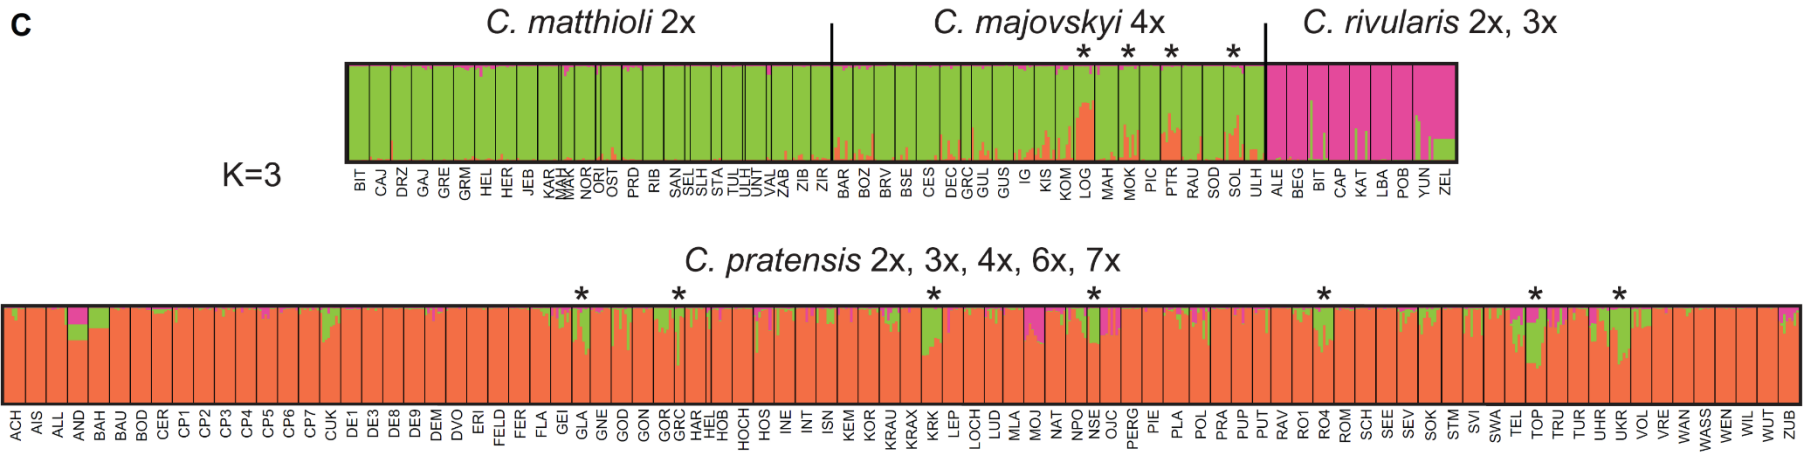 C
C. matthioli 2x C. majovskyi 4x C. rivularis 2x, 3x
* * * *
K=3
BIT CAJ DRZ GAJ GRE GRM HEL HER JEB KAR MAH MAK NOR ORI OST PRD RIB SAN SEL SLH STA TUL ULH UNT VAL ZAB ZIB ZIR BAR BOZ BRV BSE CES DEC GRC GUL GUS IG KIS KOM LOG MAH MOK PIC PTR RAU SOD SOL ULH ALE BEG BIT CAP KAT LBA POB YUN ZEL
C. pratensis 2x, 3x, 4x, 6x, 7x
* * * * * * *
ACH AIS ALL AND BAH BAU BOD CER CP1 CP2 CP3 CP4 CP5 CP6 CP7 CUK DE1 DE3 DE8 DE9 DEM DVO ERI FELD FER FLA GEI GLA GNE GOD GON GOR GRC HAR HEL HOB HOCH HOS INE INT ISN KEM KOR KRAU KRAX KRK LEP LOCH LUD MLA MOJ NAT NPO NSE OJC PERG PIE PLA POL PRA PUP PUT RAV RO1 RO4 ROM SCH SEE SEV SOK STM SVI SWA TEL TOP TRU TUR UHR UKR VOL VRE WAN WASS WEN WIL WUT ZUB